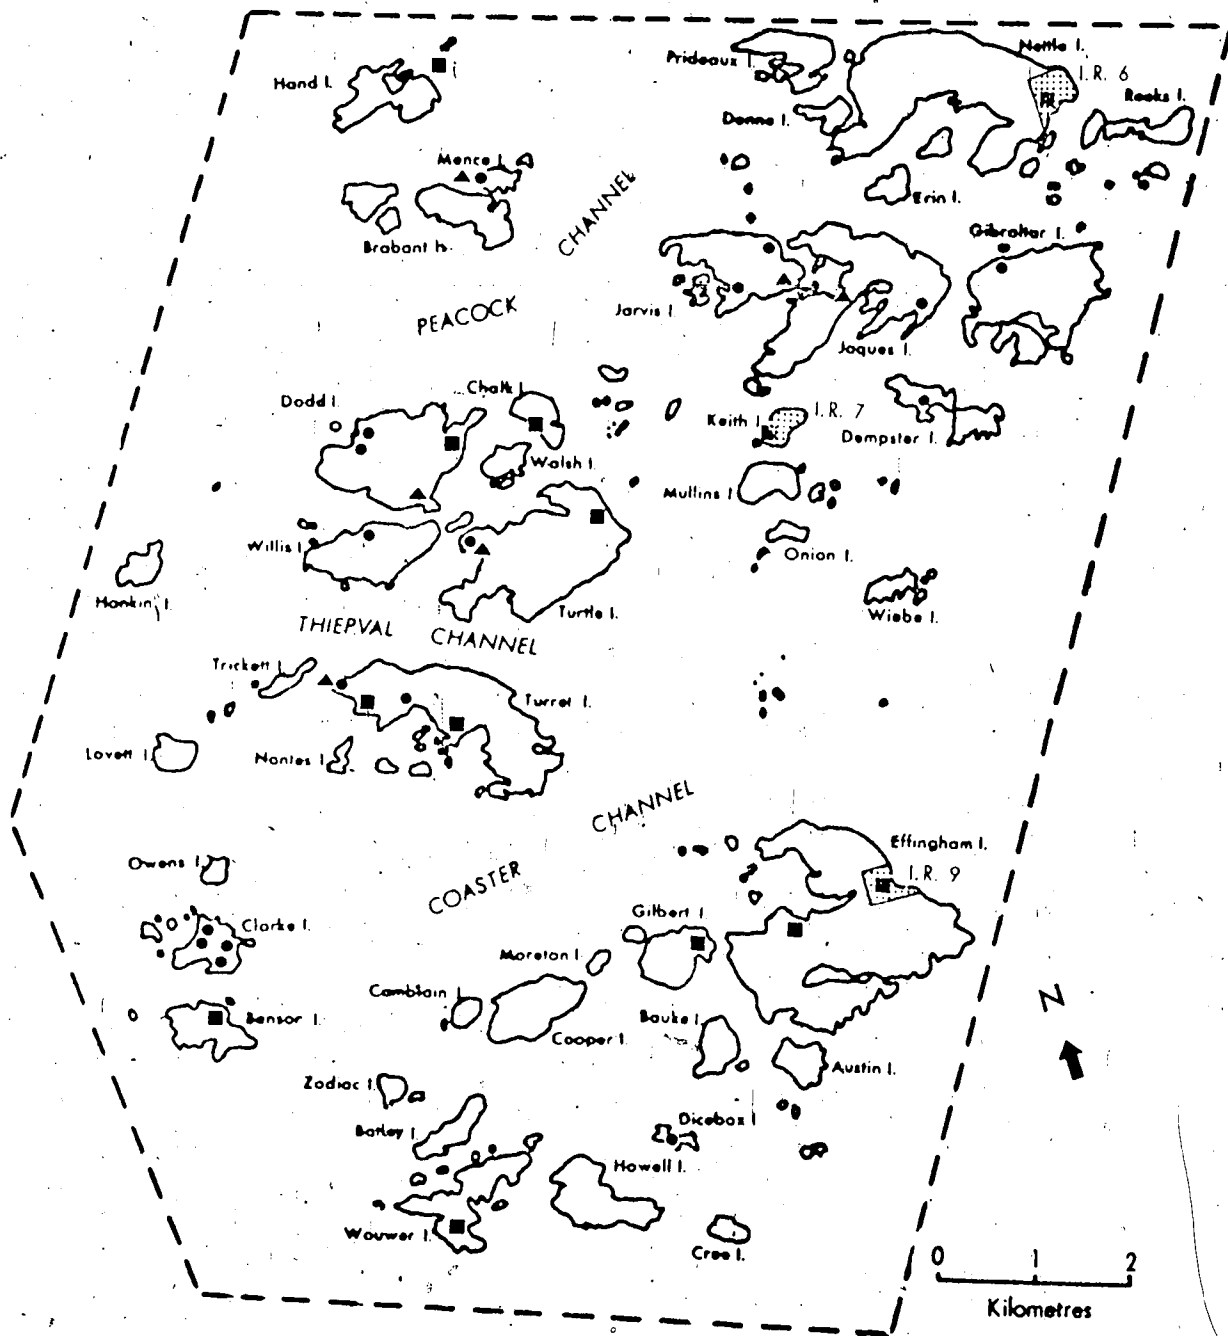 Nettle I.
Prideaux I.
I.R. 6
Hand I.
Reeks I.
Denne I.
Mence I.
Erin I.
CHANNEL
Gibraltar I.
Brabant Is.
PEACOCK
Jarvis I.
Jaques I.
Chalk I.
Dodd I.
Keith I.
I.R. 7
Dempster I.
Walsh I.
Mullins I.
Willis I.
Onion I.
Hankin I.
Turtle I.
Wiebe I.
THIEPVAL CHANNEL
Trickett I.
Turret I.
Lovett I.
Nantes I.
CHANNEL
Effingham I.
Owens I.
I.R. 9
COASTER
Clarke I.
Gilbert I.
Moreton I.
Camblain I.
N
Bensor I.
Bauke I.
Cooper I.
Austin I.
Zodiac I.
Dicebox I.
Batley I.
Howell I.
Wouwer I.
Cree I.
0 1 2
Kilometres